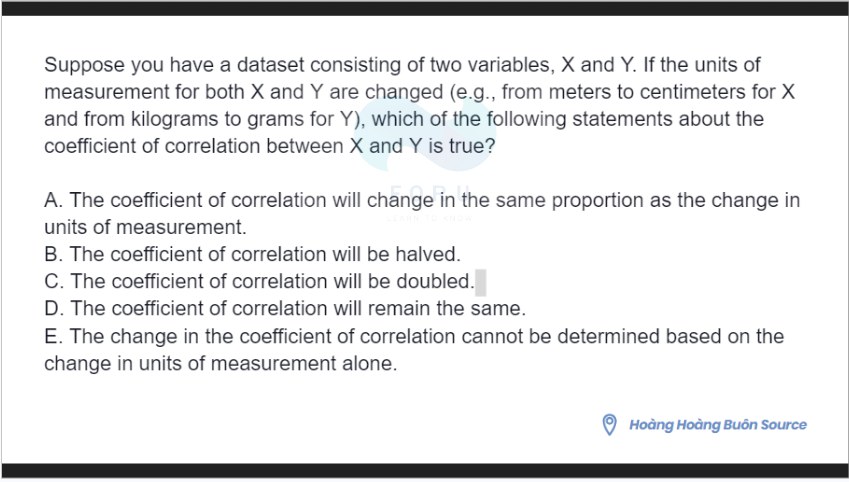 Suppose you have a dataset consisting of two variables, X and Y. If the units of
measurement for both X and Y are changed (e.g., from meters to centimeters for X
and from kilograms to grams for Y), which of the following statements about the
coefficient of correlation between X and Y is true?
A. The coefficient of correlation will change in the same proportion as the change in
units of measurement.
B. The coefficient of correlation will be halved.
C. The coefficient of correlation will be doubled.
D. The coefficient of correlation will remain the same.
E. The change in the coefficient of correlation cannot be determined based on the
change in units of measurement alone.
Hoàng Hoàng Buôn Source